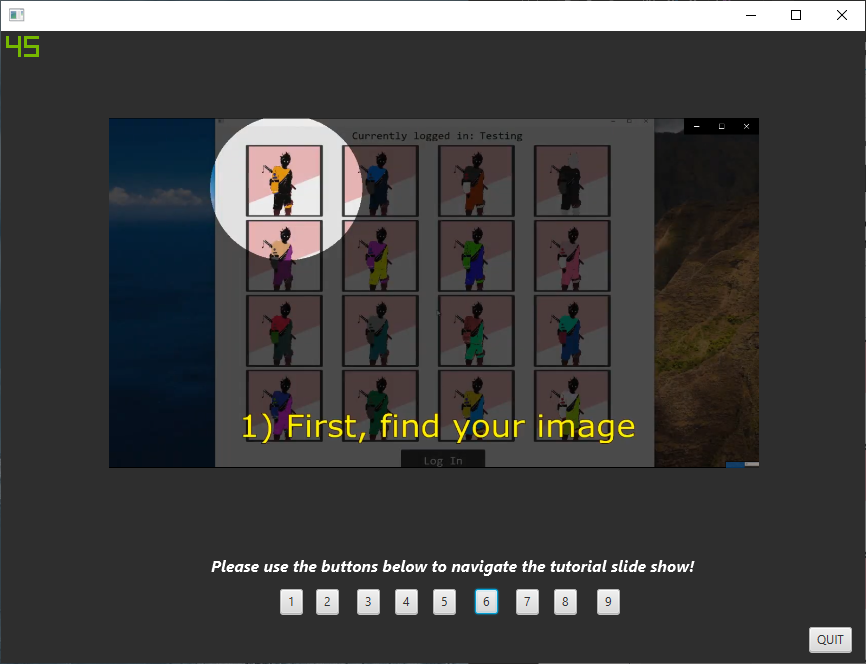 45
Currently logged in: Testing
1) First, find your image
Log In
Please use the buttons below to navigate the tutorial slide show!
1 2 3 4 5 6 7 8 9
QUIT